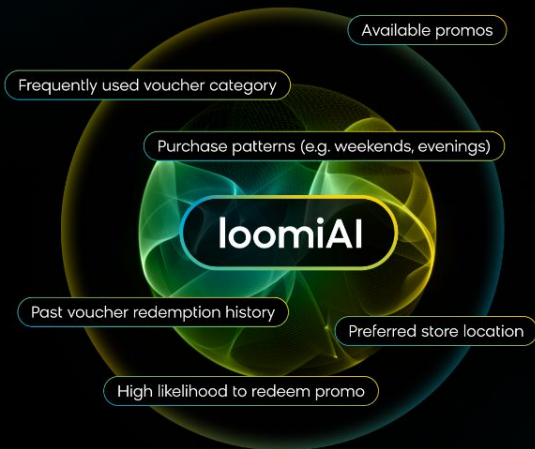 Available promos
Frequently used voucher category
Purchase patterns (e.g. weekends, evenings)
loomiAI
Past voucher redemption history
Preferred store location
High likelihood to redeem promo